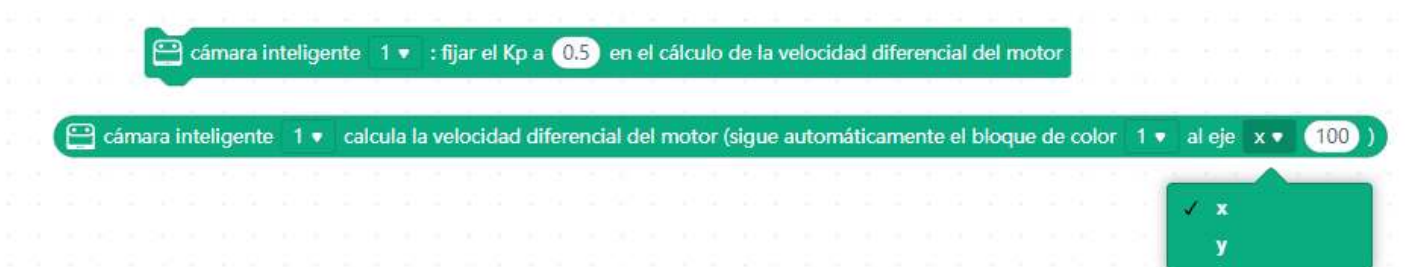 cámara inteligente 1 : fijar el Kp a 0.5 en el cálculo de la velocidad diferencial del motor
cámara inteligente 1 calcula la velocidad diferencial del motor (sigue automáticamente el bloque de color 1 al eje x 100 )
✓ x
y